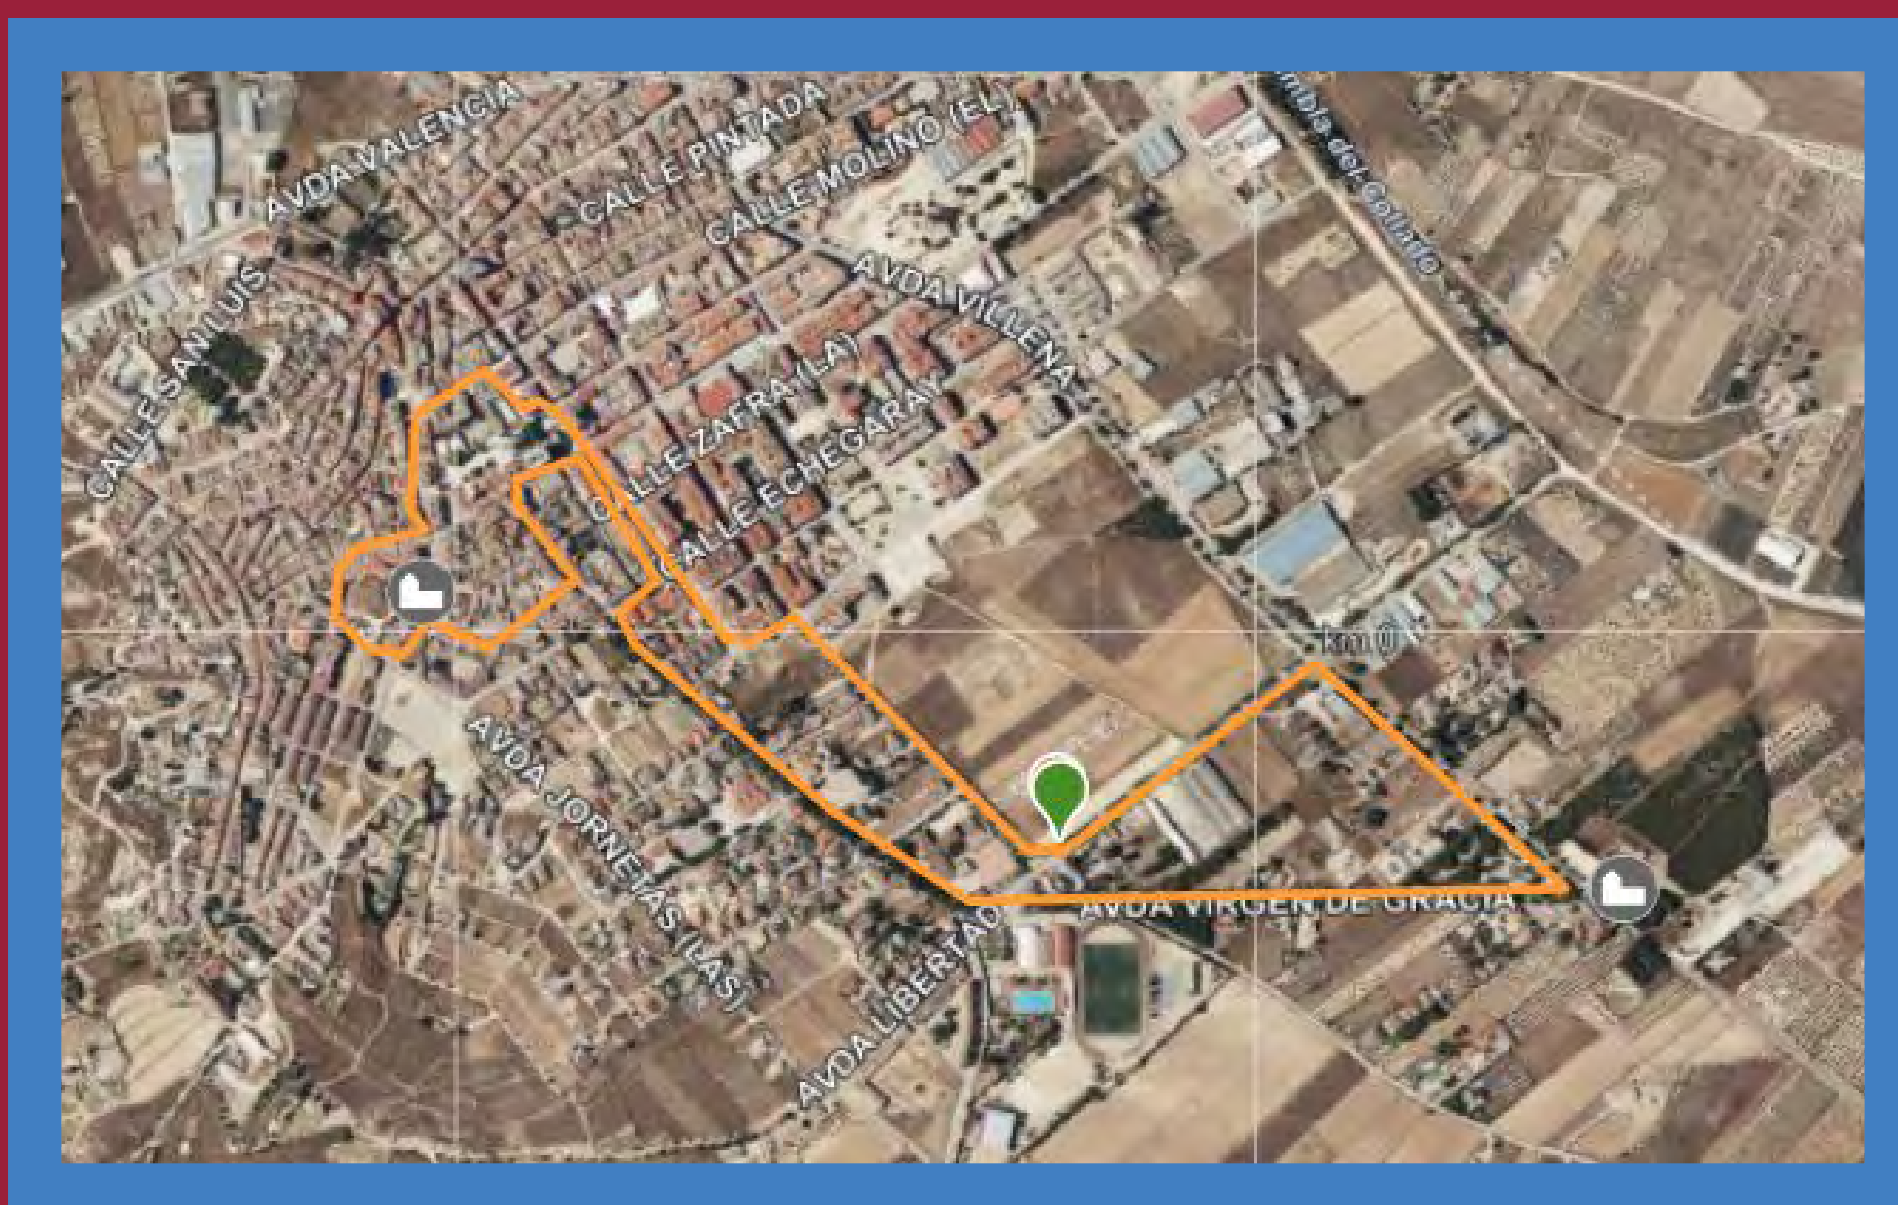 AVDA VALENCIA
CALLE PINTADA
CALLE MOLINO (EL)
CALLE SAN LUIS
AVDA VILLENA
CALLE ZAFRA (LA)
CALLE ECHEGARAY
km 0
AVDA JORNETAS (LAS)
AVDA VIRGEN DE GRACIA
AVDA LIBERTAD